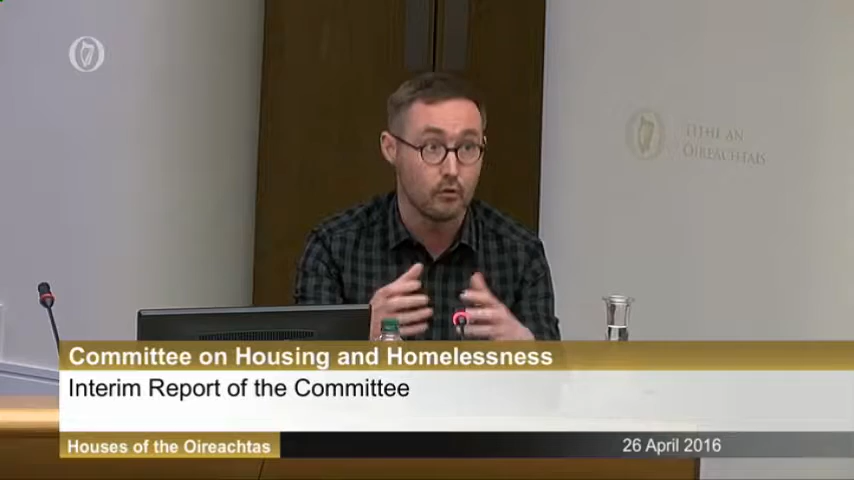 TITHE AN
OIREACHTAIS
Committee on Housing and Homelessness
Interim Report of the Committee
Houses of the Oireachtas
26 April 2016